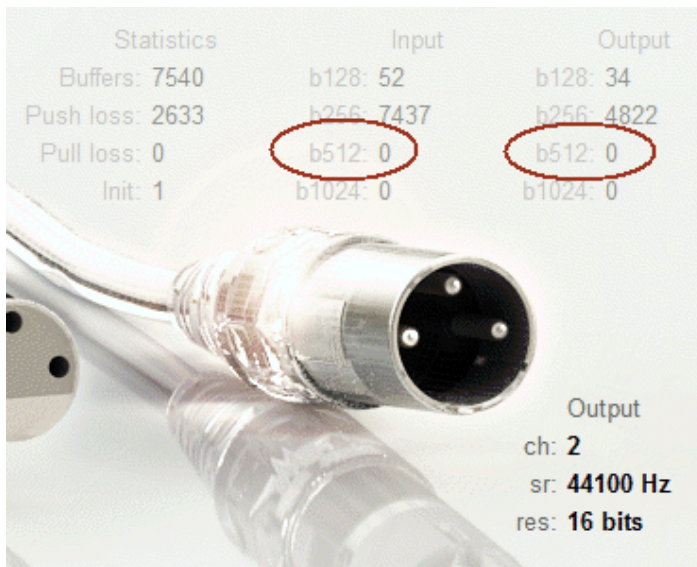 Statistics Input Output
Buffers: 7540 b128: 52 b128: 34
Push loss: 2633 b256: 7437 b256: 4822
Pull loss: 0 b512: 0 b512: 0
Init: 1 b1024: 0 b1024: 0
Output
ch: 2
sr: 44100 Hz
res: 16 bits